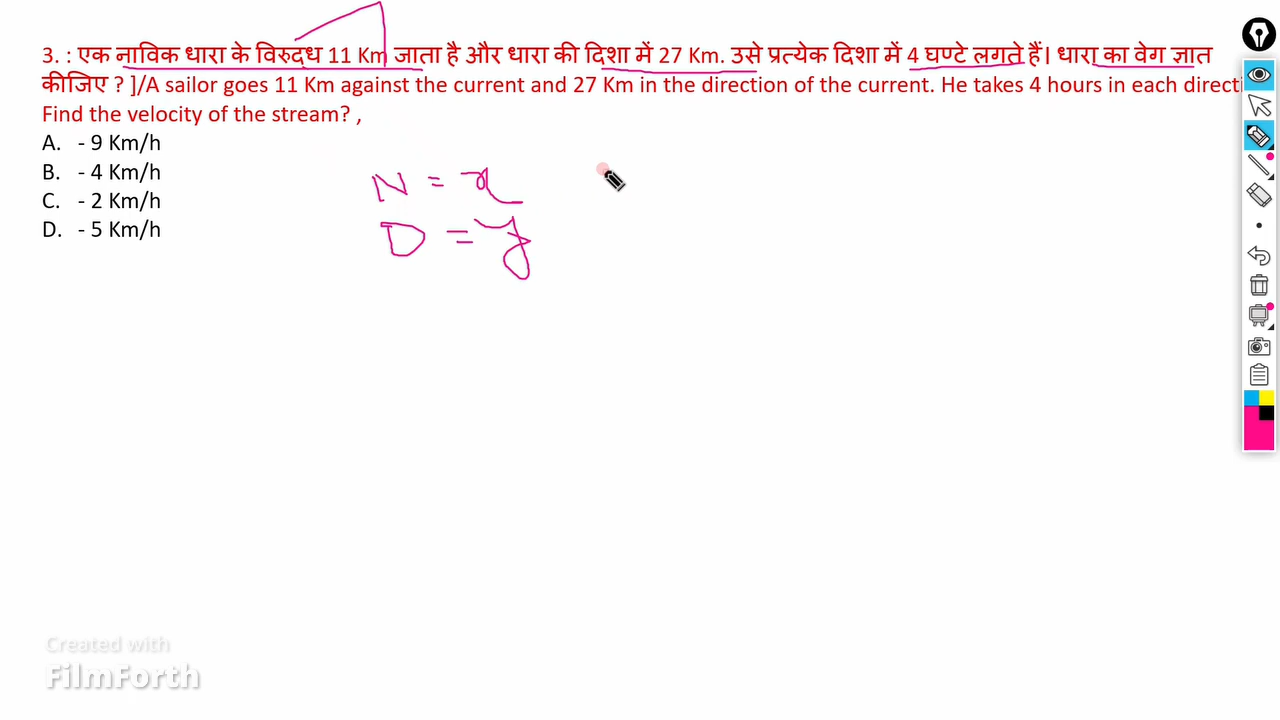 3. : एक नाविक धारा के विरुद्ध 11 Km जाता है और धारा की दिशा में 27 Km. उसे प्रत्येक दिशा में 4 घण्टे लगते हैं। धारा का वेग ज्ञात
कीजिए ? ]/A sailor goes 11 Km against the current and 27 Km in the direction of the current. He takes 4 hours in each directi
Find the velocity of the stream? ,
A. - 9 Km/h
B. - 4 Km/h
C. - 2 Km/h
D. - 5 Km/h
N = x
D = y
Created with
FilmForth